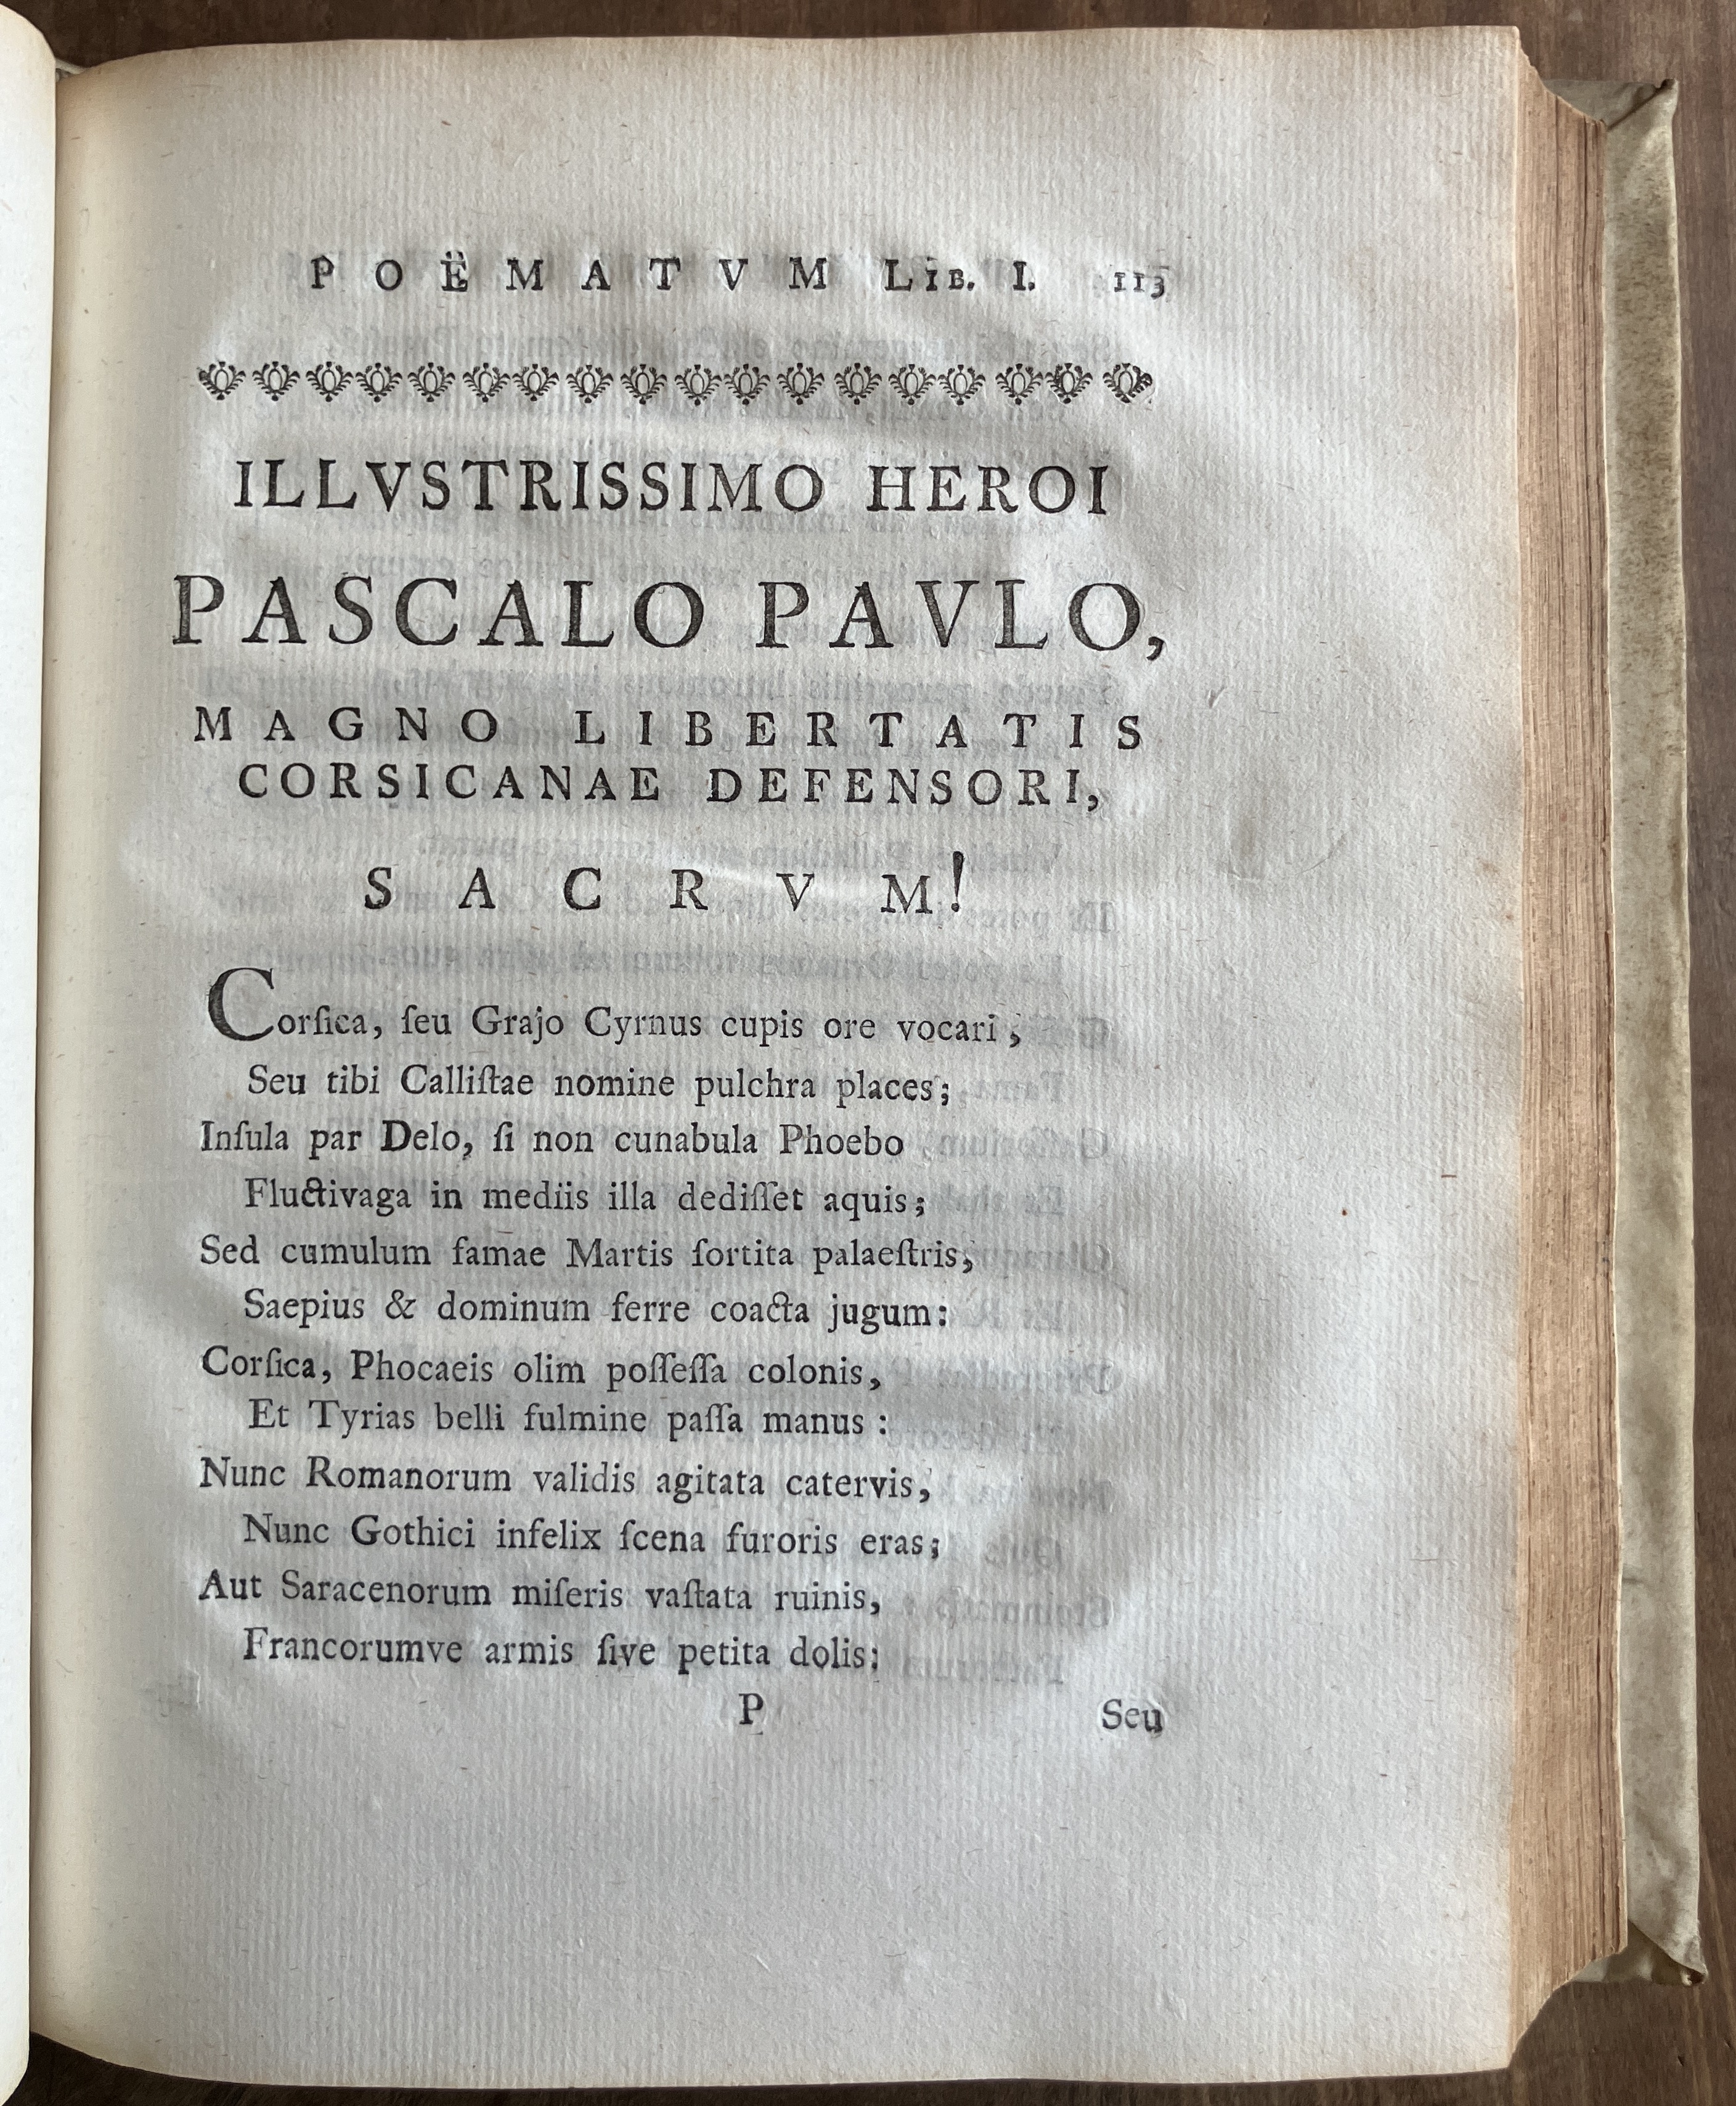 POËMATVM LIB. I. 113
ILLVSTRISSIMO HEROI
PASCALO PAVLO,
MAGNO LIBERTATIS
CORSICANAE DEFENSORI,
SACRVM!
Corſica, ſeu Grajo Cyrnus cupis ore vocari,
Seu tibi Calliſtae nomine pulchra places;
Inſula par Delo, ſi non cunabula Phoebo
Fluctivaga in mediis illa dediſſet aquis;
Sed cumulum famae Martis ſortita palaeſtris,
Saepius & dominum ferre coacta jugum:
Corſica, Phocaeis olim poſſeſſa colonis,
Et Tyrias belli fulmine paſſa manus:
Nunc Romanorum validis agitata catervis,
Nunc Gothici infelix ſcena furoris eras;
Aut Saracenorum miſeris vaſtata ruinis,
Francorumve armis ſive petita dolis:
P Seu